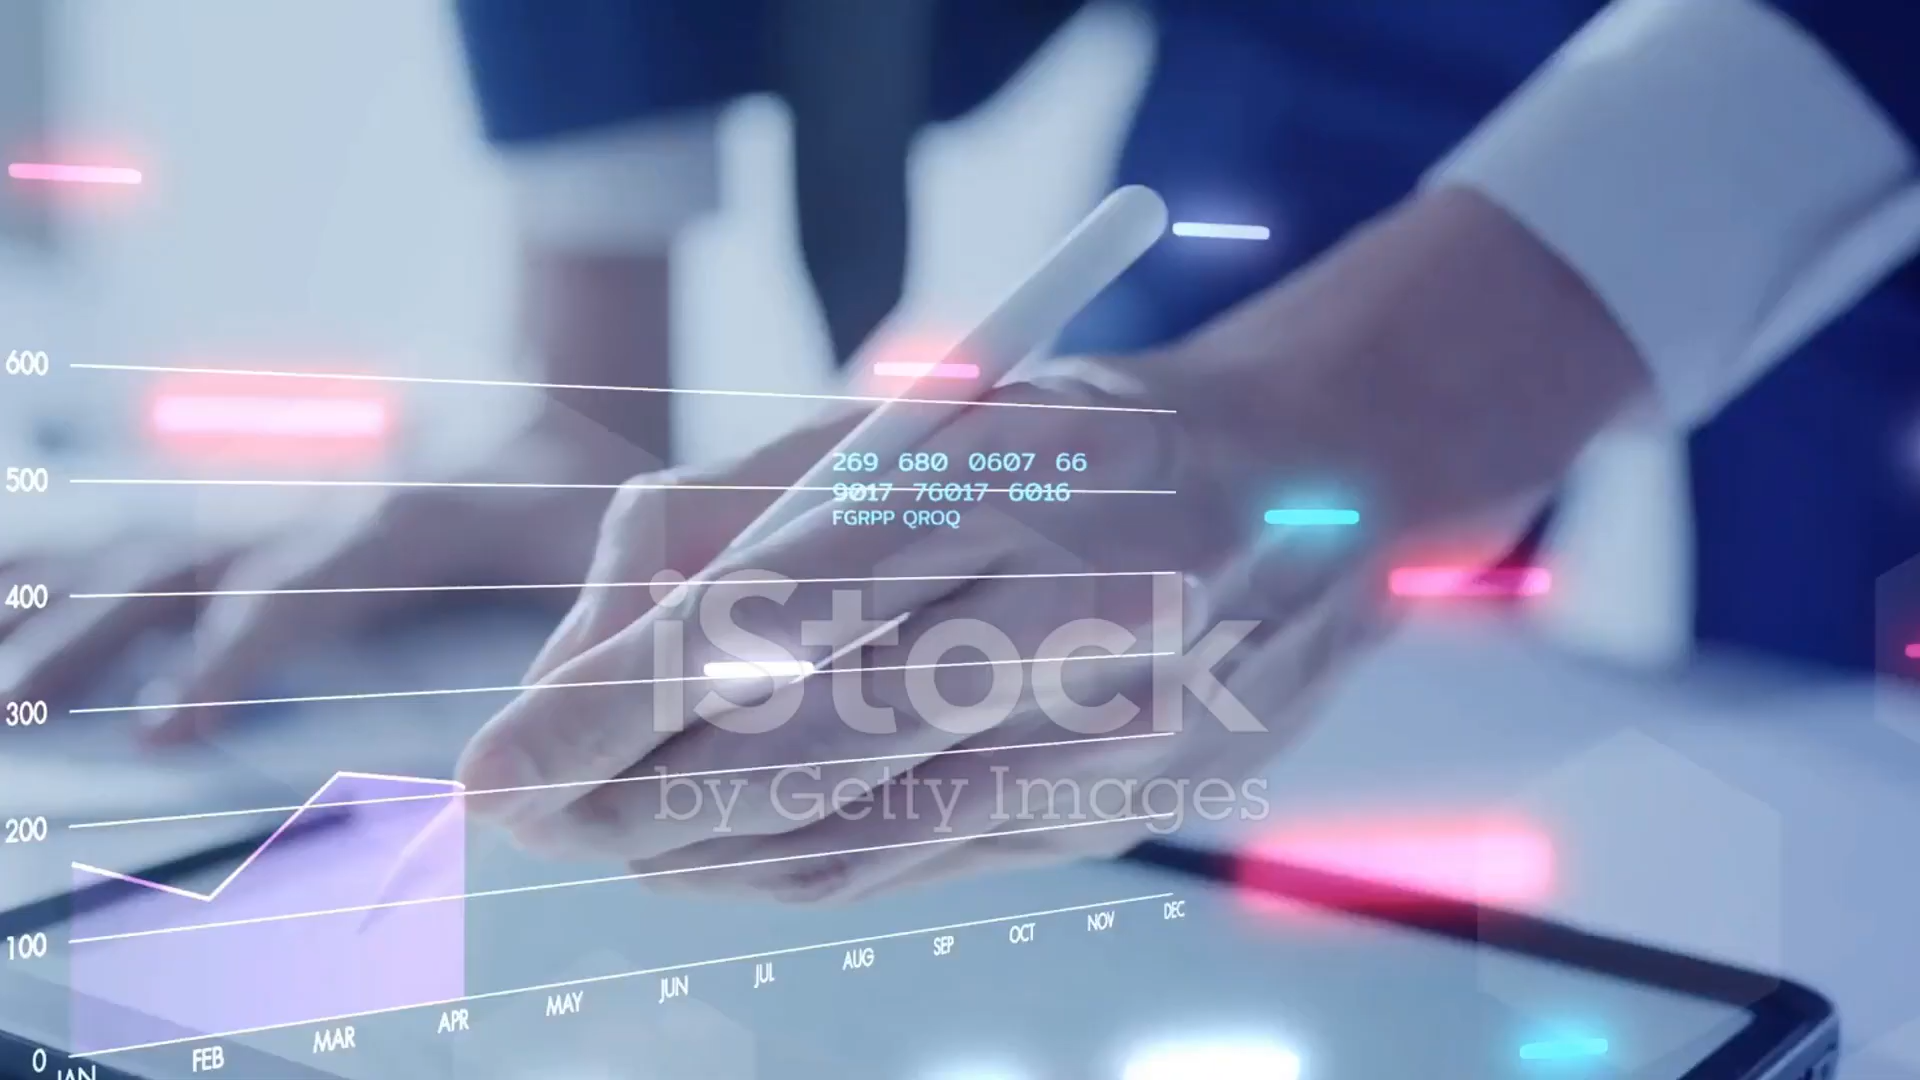 600
500
400
300
200
100
0
269 680 0607 66
9017 76017 6016
FGRPP QROQ
iStock
by Getty Images
JAN
FEB
MAR
APR
MAY
JUN
JUL
AUG
SEP
OCT
NOV
DEC